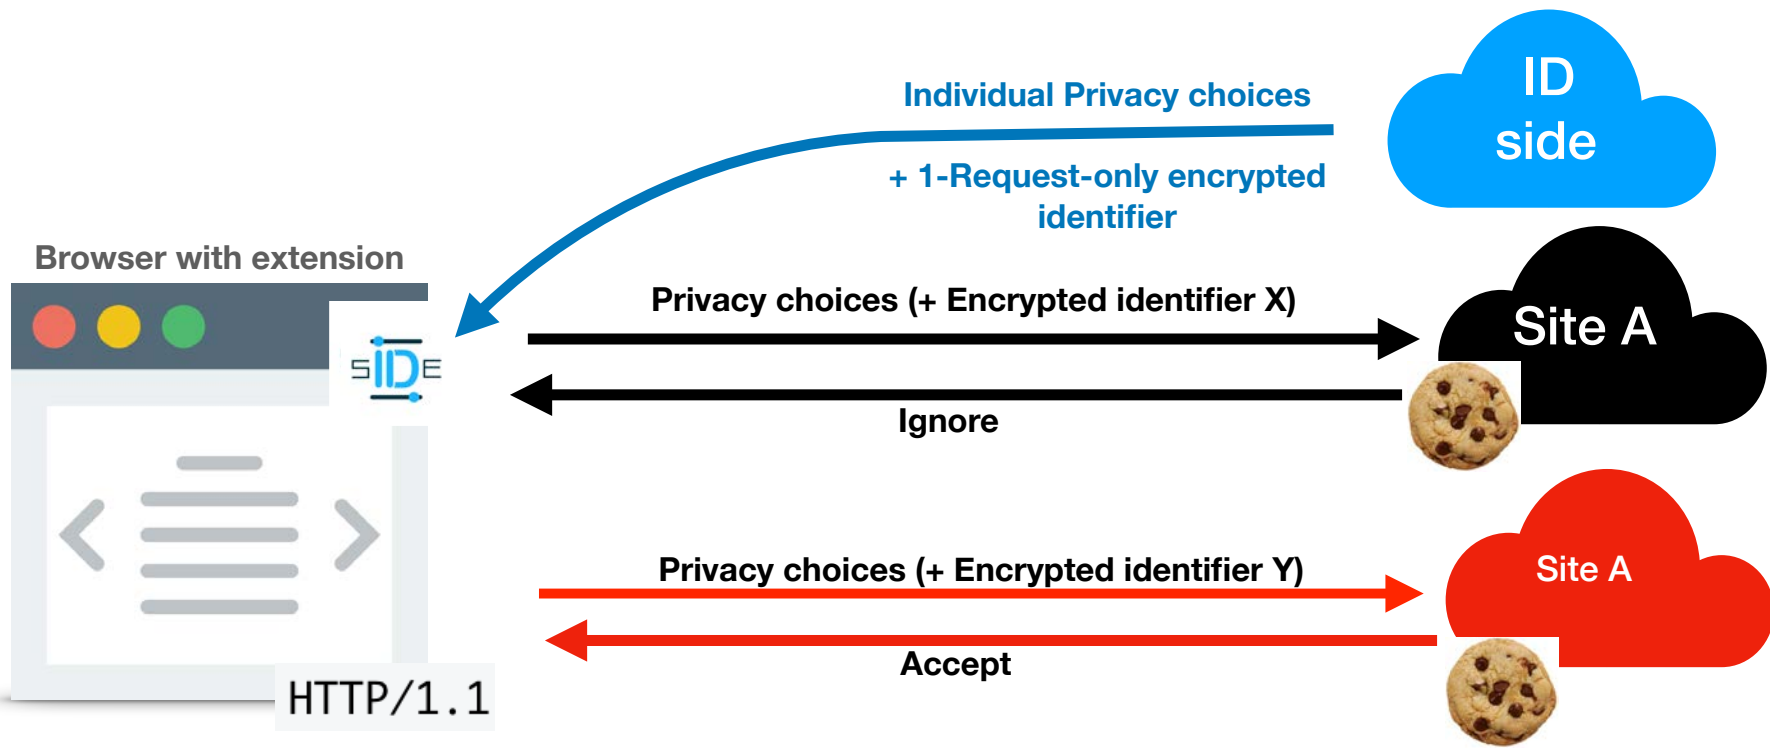 Individual Privacy choices
ID
side
+ 1-Request-only encrypted
identifier
Browser with extension
sIDE
Privacy choices (+ Encrypted identifier X)
Site A
Ignore
Privacy choices (+ Encrypted identifier Y)
Site A
Accept
HTTP/1.1